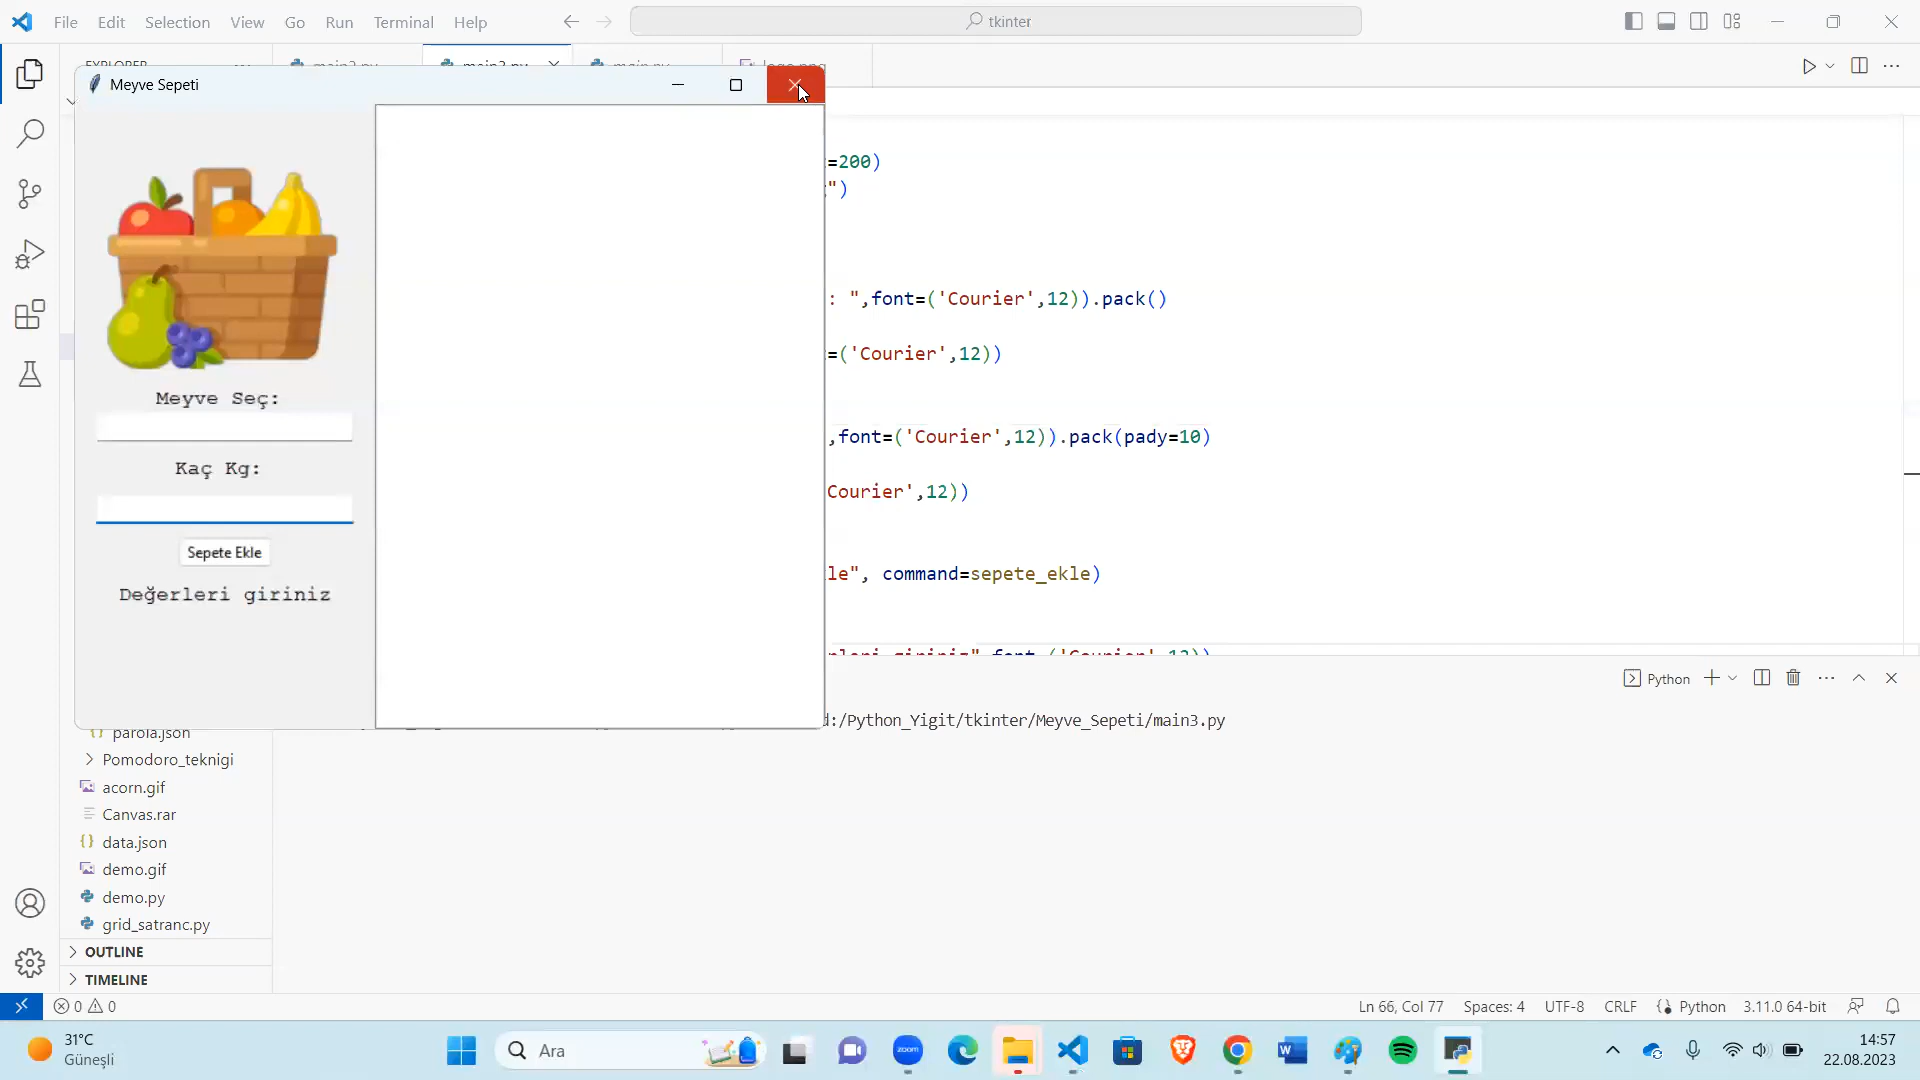 File Edit Selection View Go Run Terminal Help
tkinter
Meyve Sepeti
=200)
")
: ",font=('Courier',12)).pack()
=('Courier',12))
,font=('Courier',12)).pack(pady=10)
Courier',12))
le", command=sepete_ekle)
Meyve Seç:
Kaç Kg:
Sepete Ekle
Değerleri giriniz
Python
d:/Python_Yigit/tkinter/Meyve_Sepeti/main3.py
parola.json
Pomodoro_teknigi
acorn.gif
Canvas.rar
data.json
demo.gif
demo.py
grid_satranc.py
OUTLINE
TIMELINE
0 0
Ln 66, Col 77 Spaces: 4 UTF-8 CRLF Python 3.11.0 64-bit
31°C
Güneşli
Ara
zoom
14:57
22.08.2023